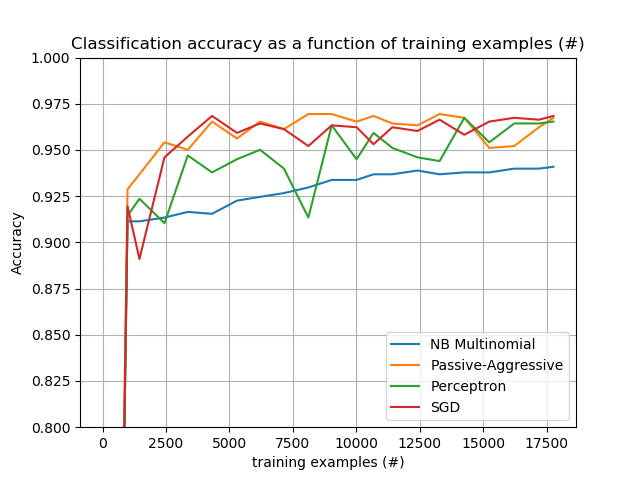 Classification accuracy as a function of training examples (#)
1.000
0.975
0.950
0.925
0.900
0.875
0.850
0.825
0.800
Accuracy
NB Multinomial
Passive-Aggressive
Perceptron
SGD
0 2500 5000 7500 10000 12500 15000 17500
training examples (#)